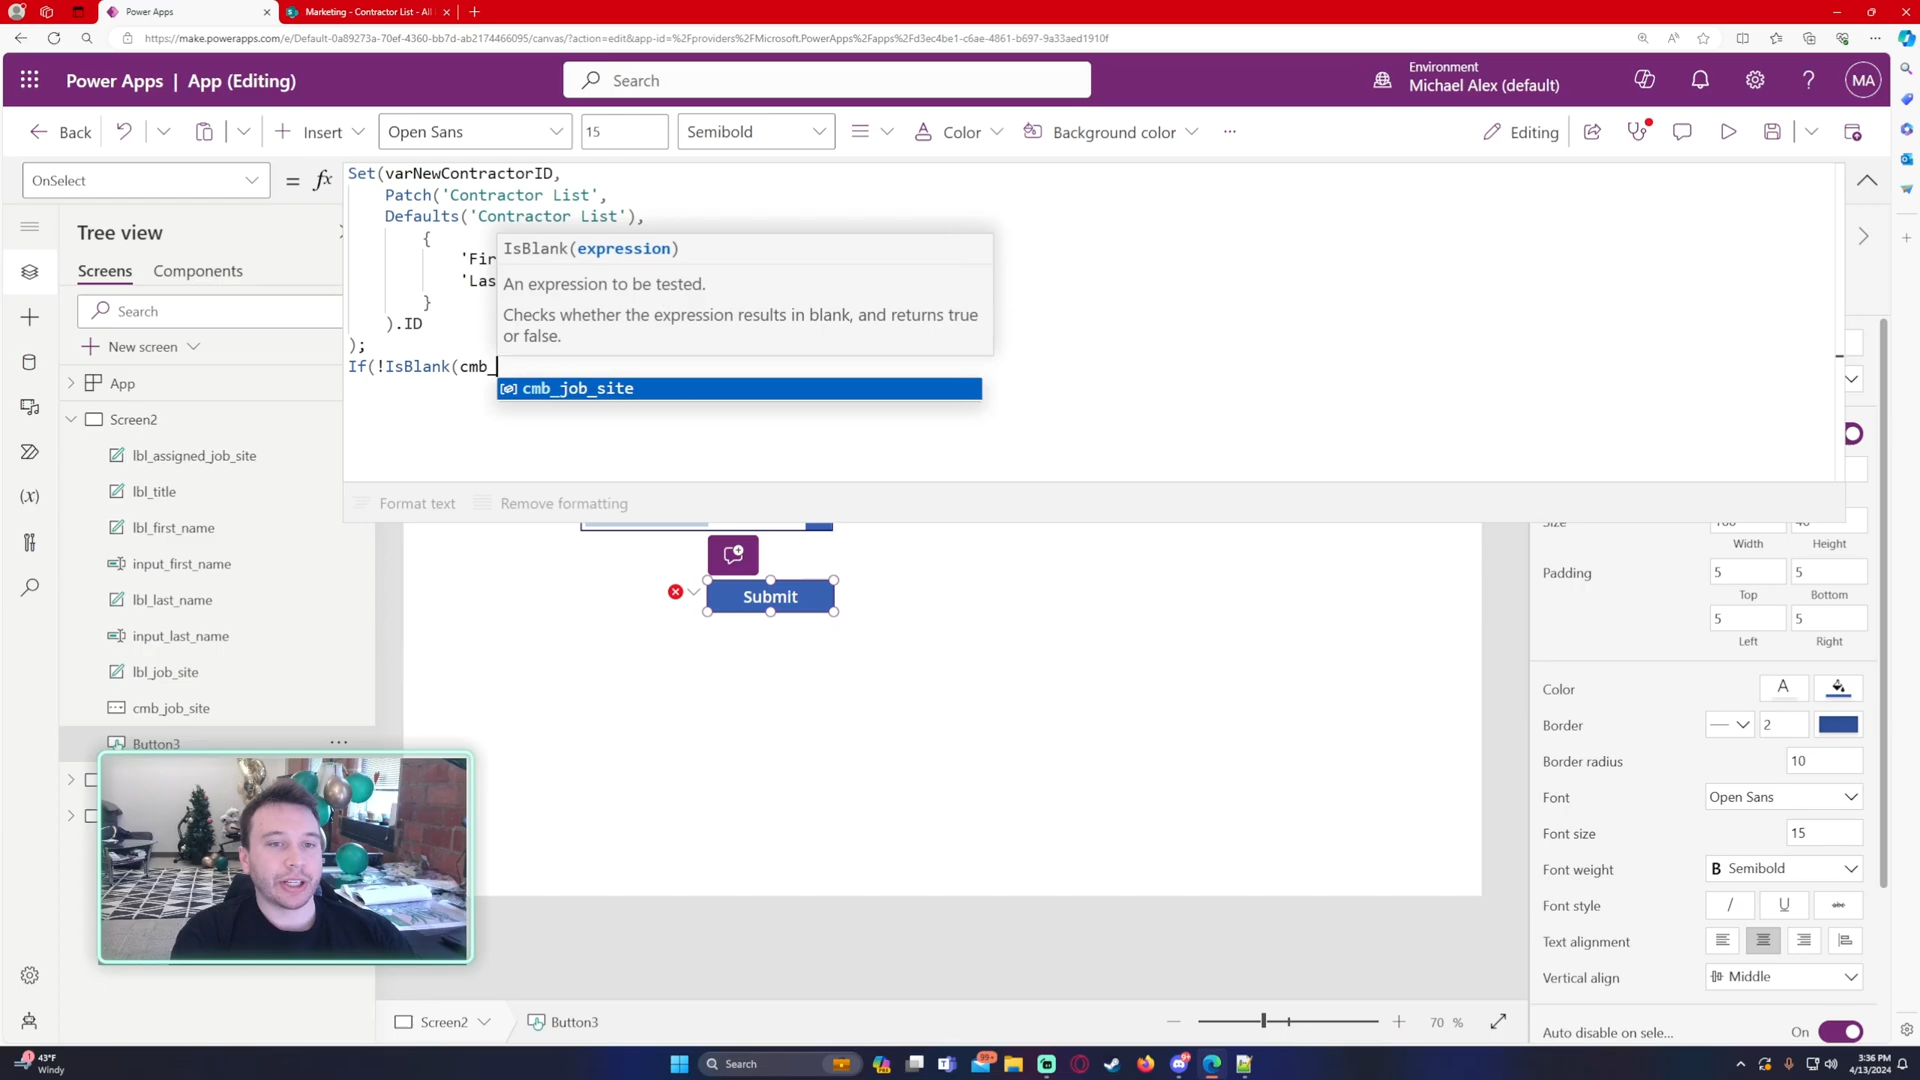 Power Apps
Marketing - Contractor List - All
https://make.powerapps.com/e/Default-0a89273a-70ef-4360-bb7d-ab2174466095/canvas/?action=edit&app-id=%2Fproviders%2FMicrosoft.PowerApps%2Fapps%2Fd3ec4be1-c6ae-4861-b697-9a33aed1910f
Power Apps | App (Editing)
Search
Environment
Michael Alex (default)
MA
Back
Insert
Open Sans
15
Semibold
Color
Background color
Editing
OnSelect
= fx
Set(varNewContractorID,
Patch('Contractor List',
Defaults('Contractor List'),
{
'Fir
'Las
}
).ID
);
If(!IsBlank(cmb_
IsBlank(expression)
An expression to be tested.
Checks whether the expression results in blank, and returns true
or false.
cmb_job_site
Format text
Remove formatting
Tree view
Screens
Components
Search
New screen
App
Screen2
lbl_assigned_job_site
lbl_title
lbl_first_name
input_first_name
lbl_last_name
input_last_name
lbl_job_site
cmb_job_site
Button3
Submit
Size
Width
Height
Padding
5
5
Top
Bottom
5
5
Left
Right
Color
A
Border
2
Border radius
10
Font
Open Sans
Font size
15
Font weight
B Semibold
Font style
/ U abc
Text alignment
Vertical align
Middle
Auto disable on sele...
On
Screen2
Button3
70 %
43°F
Windy
Search
99+
3:36 PM
4/13/2024